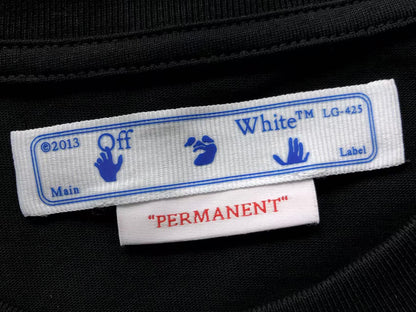 ©2013 Off White™ LG-425
Main Label
"PERMANENT"